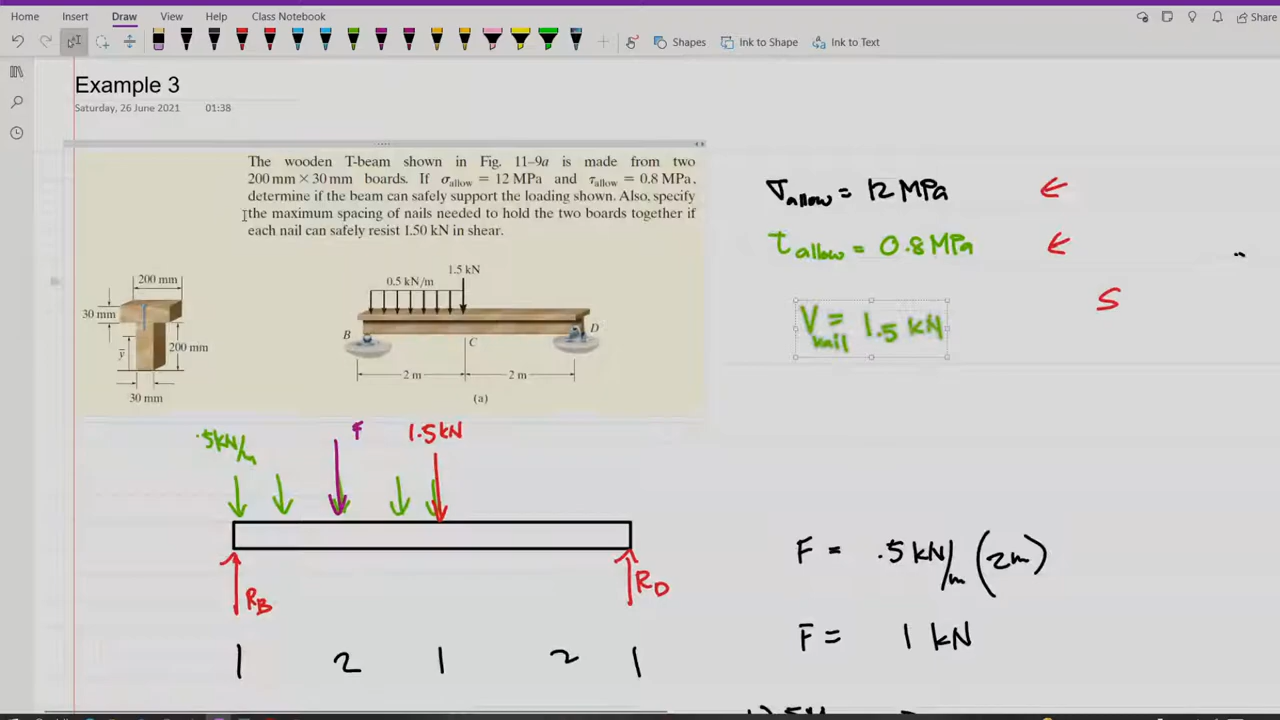 Home Insert Draw View Help Class Notebook Share
Shapes Ink to Shape Ink to Text
Example 3
Saturday, 26 June 2021 01:38
The wooden T-beam shown in Fig. 11–9a is made from two
200 mm × 30 mm boards. If σallow = 12 MPa and τallow = 0.8 MPa,
determine if the beam can safely support the loading shown. Also, specify
the maximum spacing of nails needed to hold the two boards together if
each nail can safely resist 1.50 kN in shear.
200 mm
30 mm
200 mm
y̅
30 mm
1.5 kN
0.5 kN/m
B
C
D
2 m
2 m
(a)
σallow = 12 MPa ←
τallow = 0.8 MPa ←
S
Vnail = 1.5 kN
.5kN/m
F
1.5kN
RB
RD
1 2 1 2 1
F = .5 kN/m (2m)
F = 1 kN